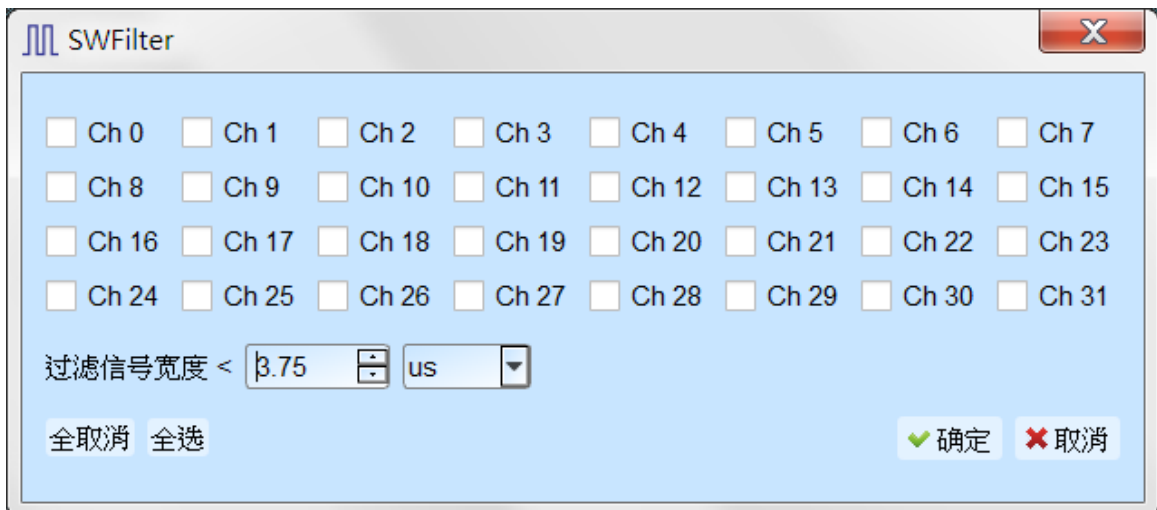 SWFilter
Ch 0 Ch 1 Ch 2 Ch 3 Ch 4 Ch 5 Ch 6 Ch 7
Ch 8 Ch 9 Ch 10 Ch 11 Ch 12 Ch 13 Ch 14 Ch 15
Ch 16 Ch 17 Ch 18 Ch 19 Ch 20 Ch 21 Ch 22 Ch 23
Ch 24 Ch 25 Ch 26 Ch 27 Ch 28 Ch 29 Ch 30 Ch 31
过滤信号宽度 < 3.75 us
全取消 全选 确定 取消